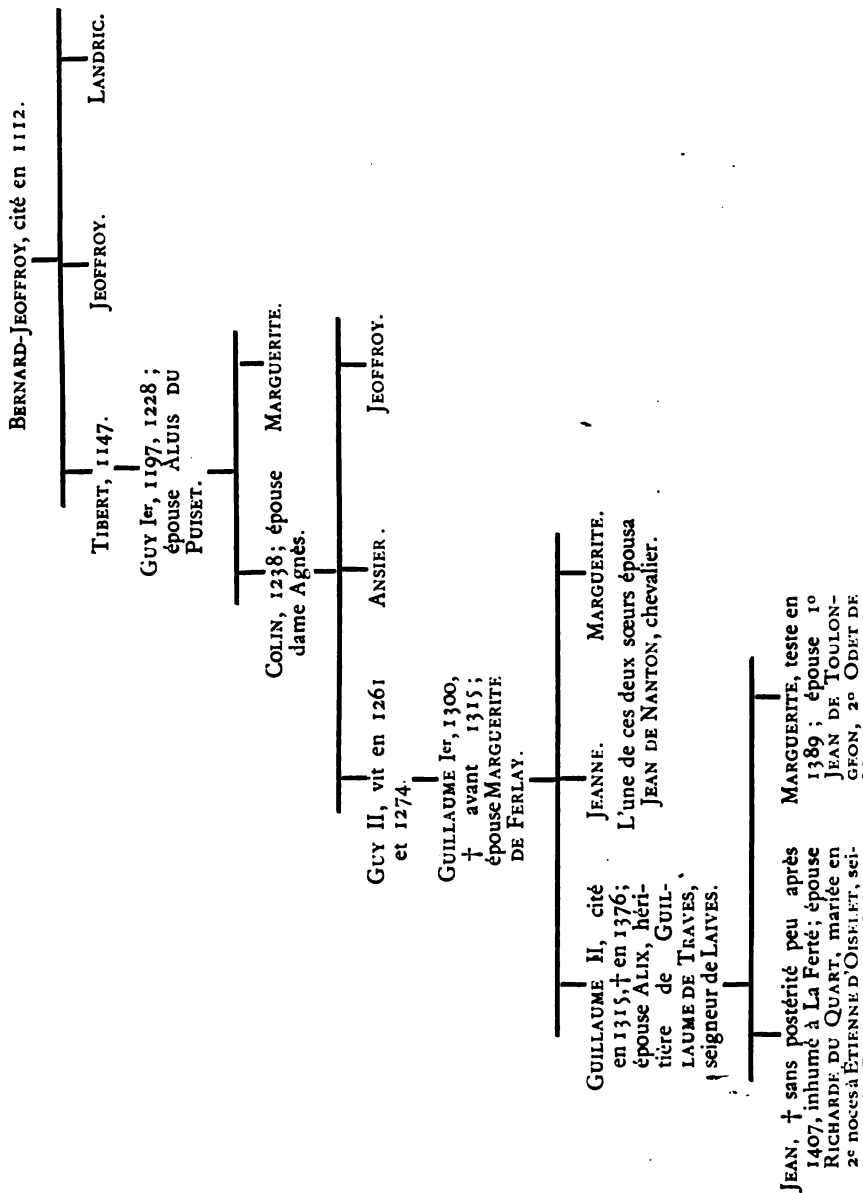 BERNARD-JEOFFROY, cité en 1112.
TIBERT, 1147.
JEOFFROY.
LANDRIC.
GUY Ier, 1197, 1228 ;
épouse ALUIS DU
PUISET.
COLIN, 1238; épouse
dame Agnès.
MARGUERITE.
GUY II, vit en 1261
et 1274.
ANSIER.
JEOFFROY.
GUILLAUME Ier, 1300,
† avant 1315 ;
épouse MARGUERITE
DE FERLAY.
GUILLAUME II, cité
en 1315, † en 1376;
épouse ALIX, héri-
tière de GUIL-
LAUME DE TRAVES,
seigneur de LAIVES.
JEANNE.
MARGUERITE.
L'une de ces deux sœurs épousa
JEAN DE NANTON, chevalier.
JEAN, † sans postérité peu après
1407, inhumé à La Ferté; épouse
RICHARDE DU QUART, mariée en
2e noces à ÉTIENNE D'OISELET, sei-
MARGUERITE, teste en
1389 ; épouse 1º
JEAN DE TOULON-
GEON, 2º ODET DE